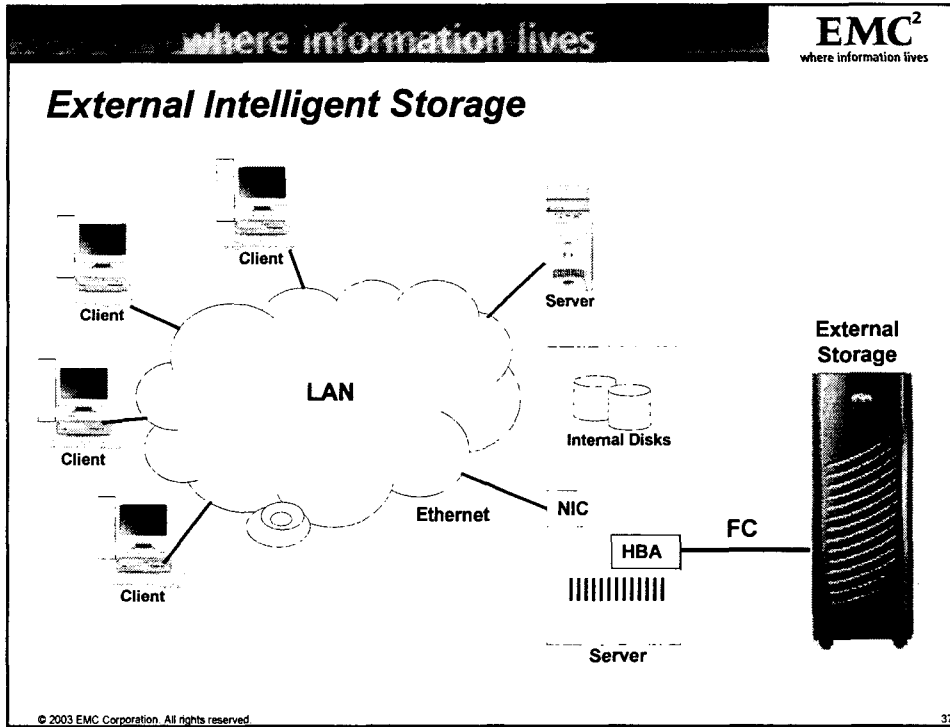 where information lives
EMC²
where information lives
External Intelligent Storage
Client
Client
Server
External
Storage
LAN
Client
Internal Disks
Ethernet
NIC
HBA
FC
Client
Server
© 2003 EMC Corporation. All rights reserved.